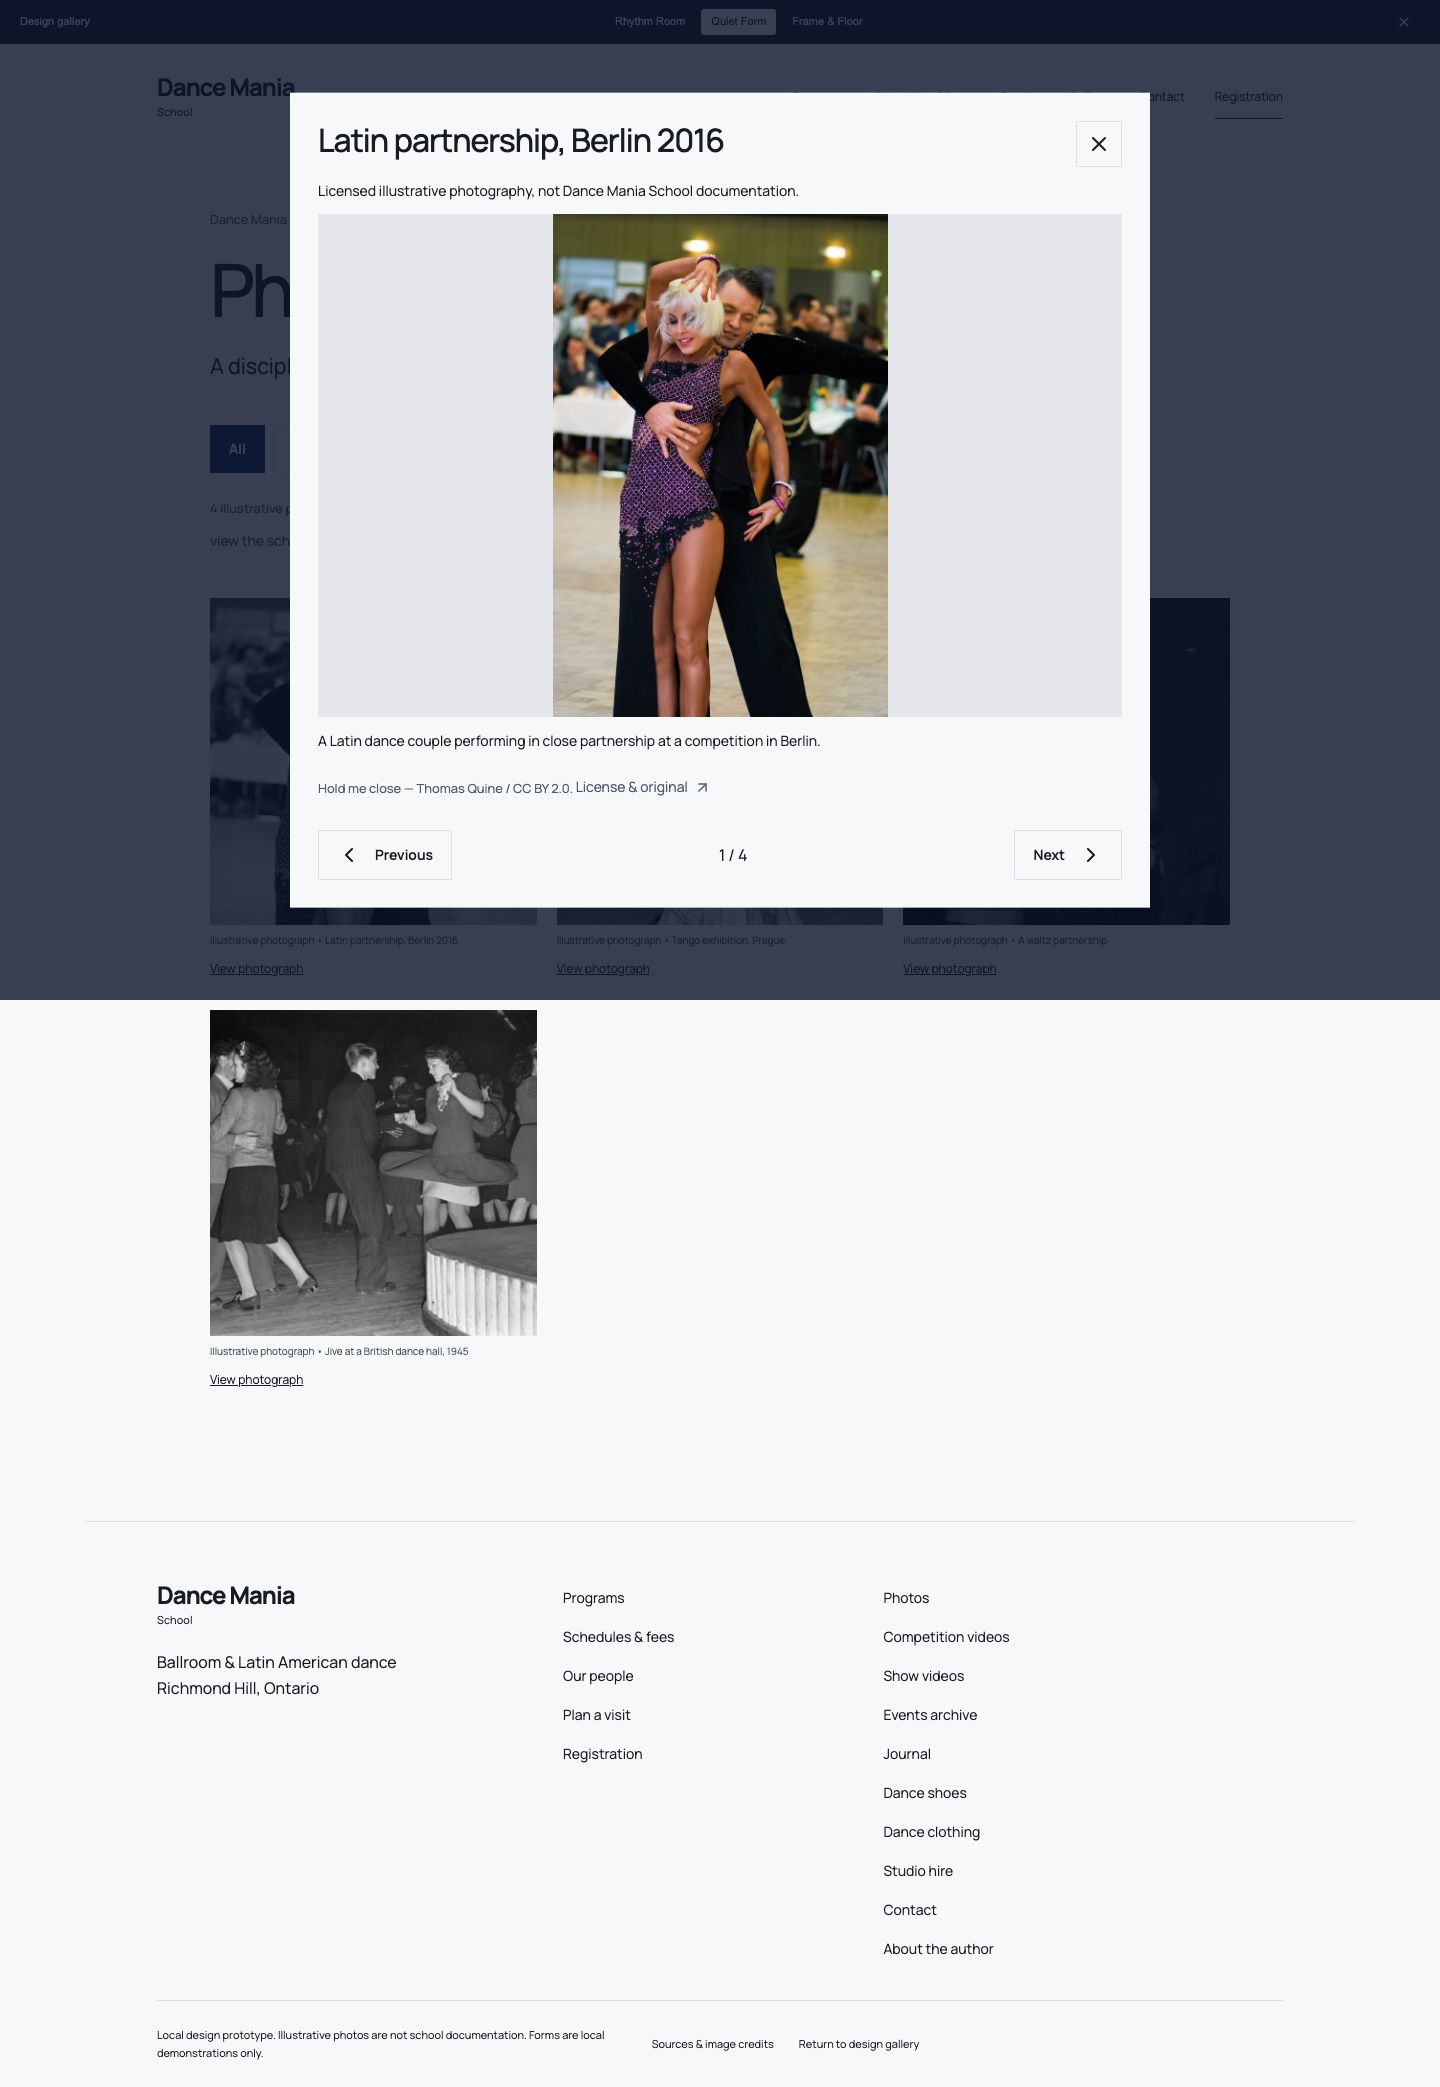 Design gallery
Rhythm Room
Quiet Form
Frame & Floor
Dance Mania
School
Registration
Latin partnership, Berlin 2016
Licensed illustrative photography, not Dance Mania School documentation.
Dance Mania
Ph
A discipl
All
4 illustrative p
view the sch
A Latin dance couple performing in close partnership at a competition in Berlin.
Hold me close — Thomas Quine / CC BY 2.0. License & original
Previous
1 / 4
Next
Illustrative photograph • Latin partnership, Berlin 2016
Illustrative photograph • Tango exhibition, Prague
Illustrative photograph • A waltz partnership
View photograph
View photograph
View photograph
Illustrative photograph • Jive at a British dance hall, 1945
View photograph
Dance Mania
School
Ballroom & Latin American dance
Richmond Hill, Ontario
Programs
Schedules & fees
Our people
Plan a visit
Registration
Photos
Competition videos
Show videos
Events archive
Journal
Dance shoes
Dance clothing
Studio hire
Contact
About the author
Local design prototype. Illustrative photos are not school documentation. Forms are local
demonstrations only.
Sources & image credits
Return to design gallery